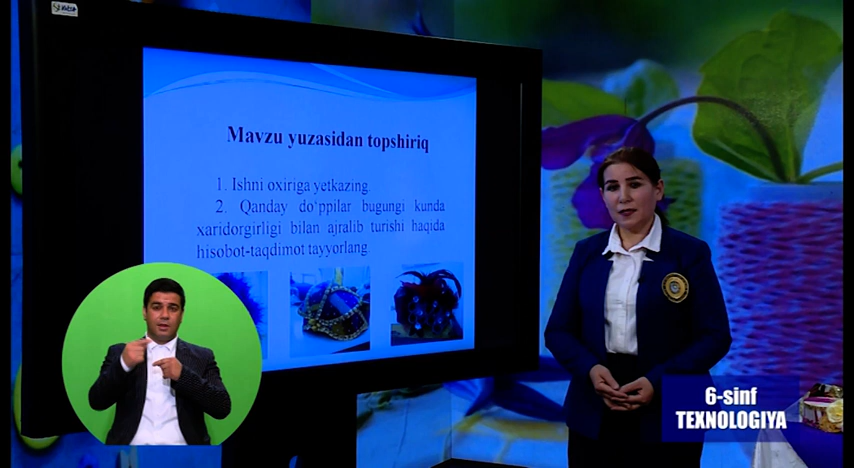 Mavzu yuzasidan topshiriq
1. Ishni oxiriga yetkazing.
2. Qanday do‘ppilar bugungi kunda
xaridorgirligi bilan ajralib turishi haqida
hisobot-taqdimot tayyorlang.
6-sinf
TEXNOLOGIYA